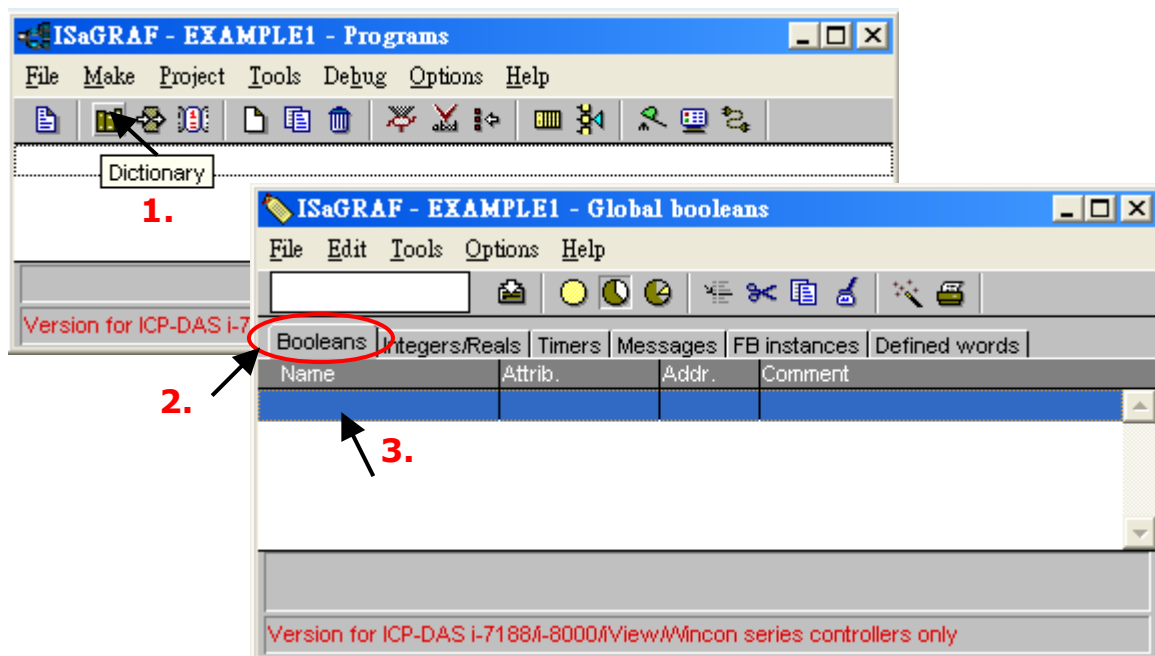 ISaGRAF - EXAMPLE1 - Programs
File Make Project Tools Debug Options Help
Dictionary
1.
Version for ICP-DAS i-7
ISaGRAF - EXAMPLE1 - Global booleans
File Edit Tools Options Help
Booleans Integers/Reals Timers Messages FB instances Defined words
2.
Name Attrib. Addr. Comment
3.
Version for ICP-DAS i-7188/i-8000/iView/Wincon series controllers only